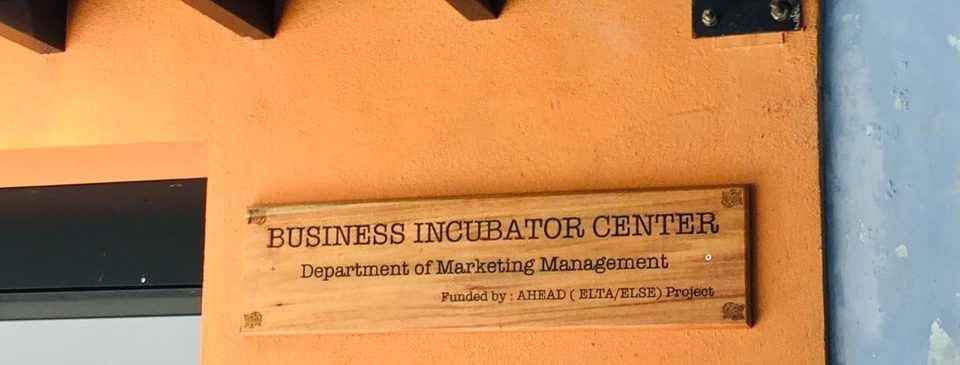 BUSINESS INCUBATOR CENTER
Department of Marketing Management
Funded by : AHEAD ( ELTA/ELSE) Project